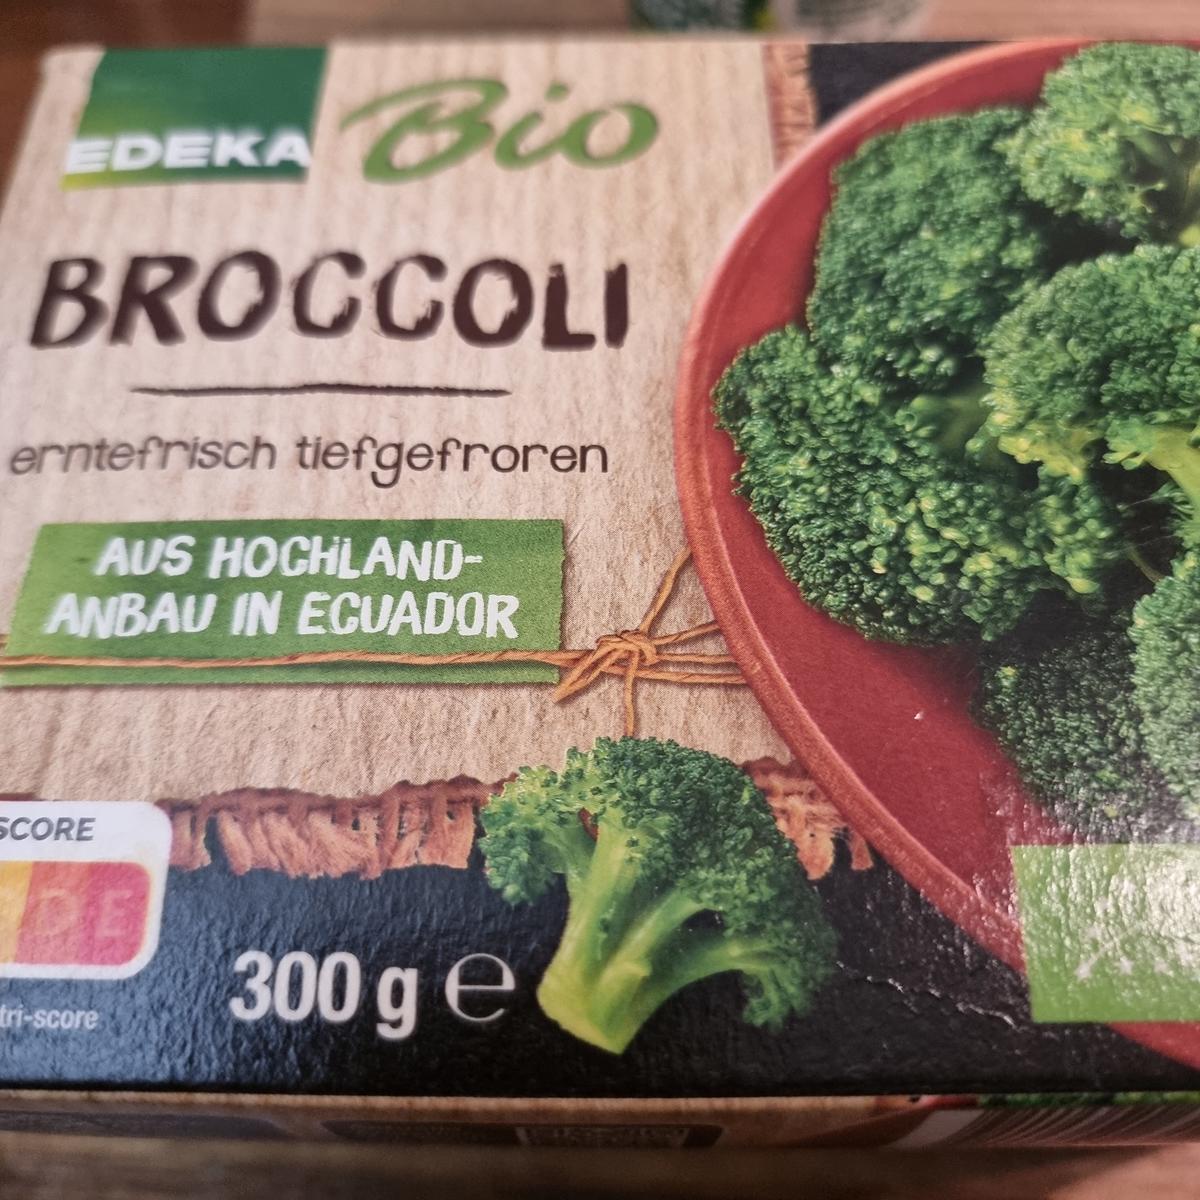 EDEKA Bio
BROCCOLI
erntefrisch tiefgefroren
AUS HOCHLAND-
ANBAU IN ECUADOR
SCORE
D E
tri-score
300 g e